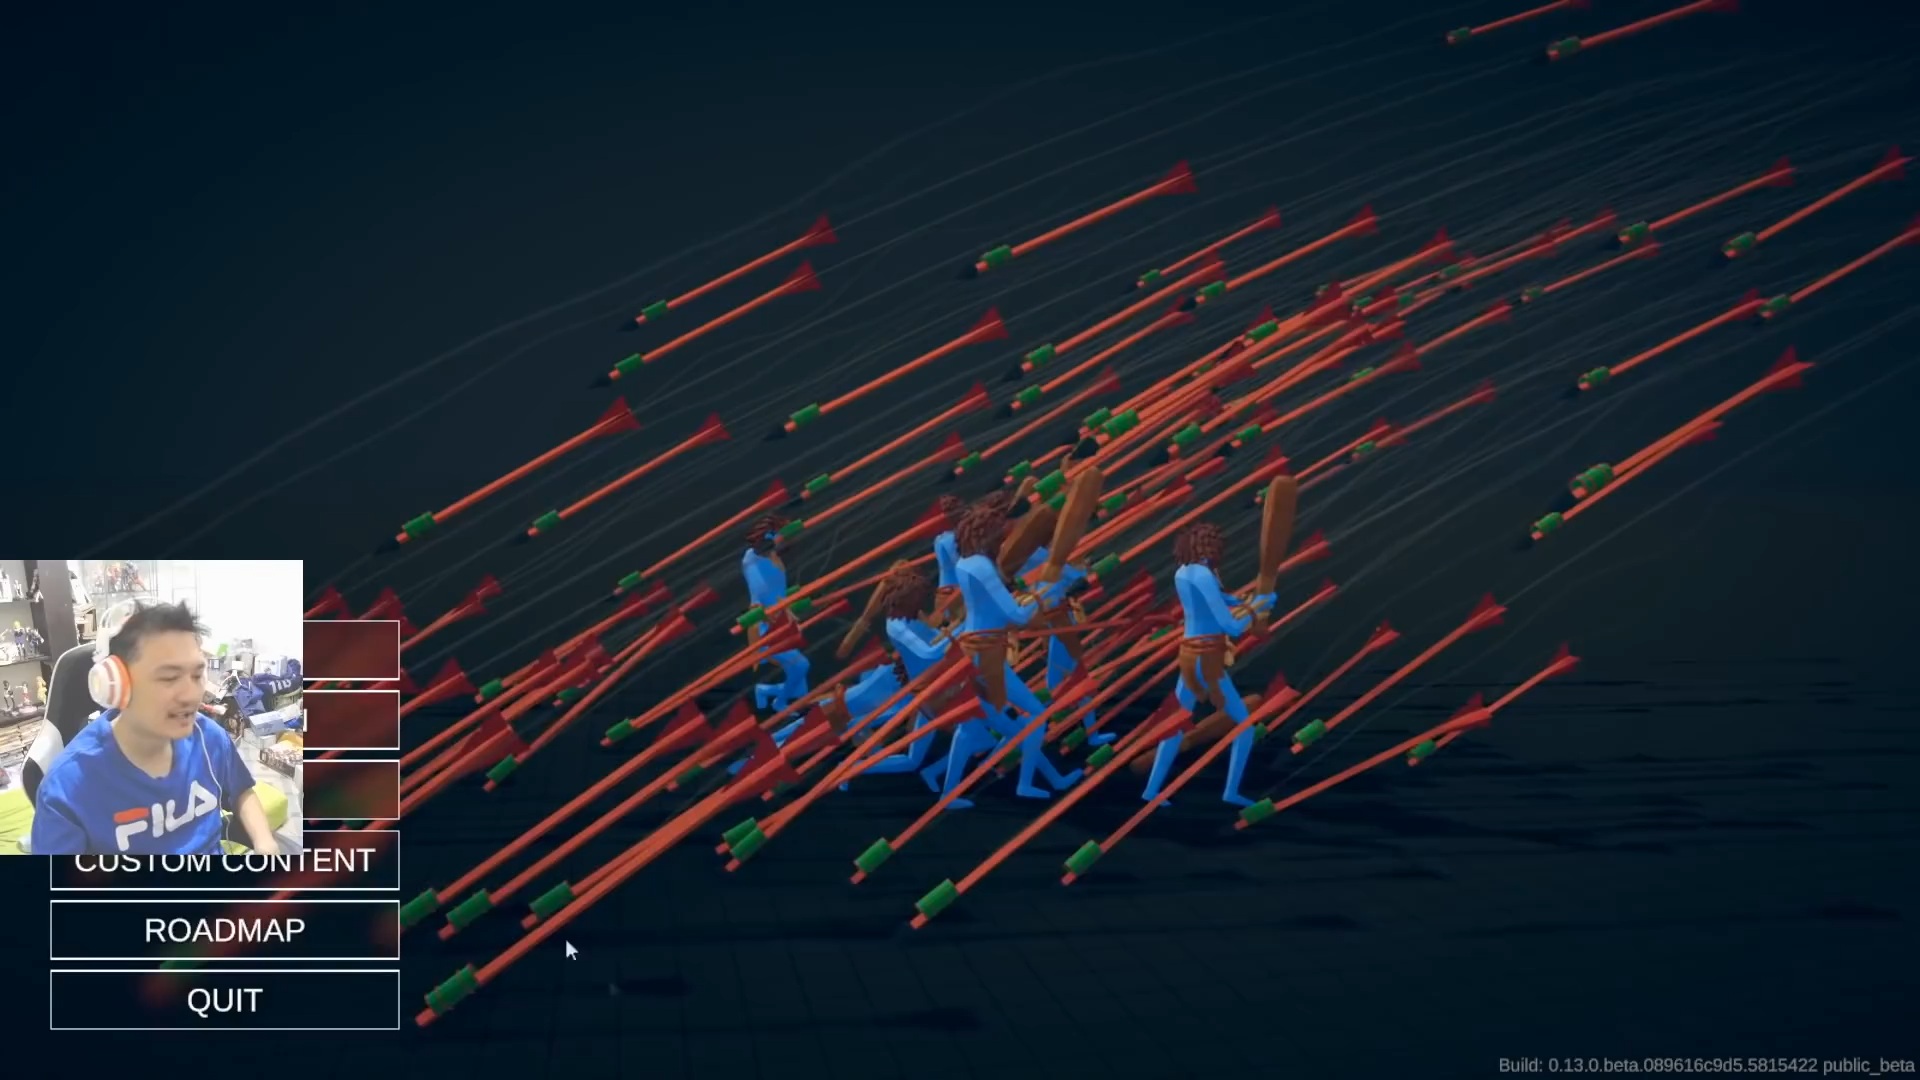 FILA
CUSTOM CONTENT
ROADMAP
QUIT
Build: 0.13.0.beta.089616c9d5.5815422 public_beta